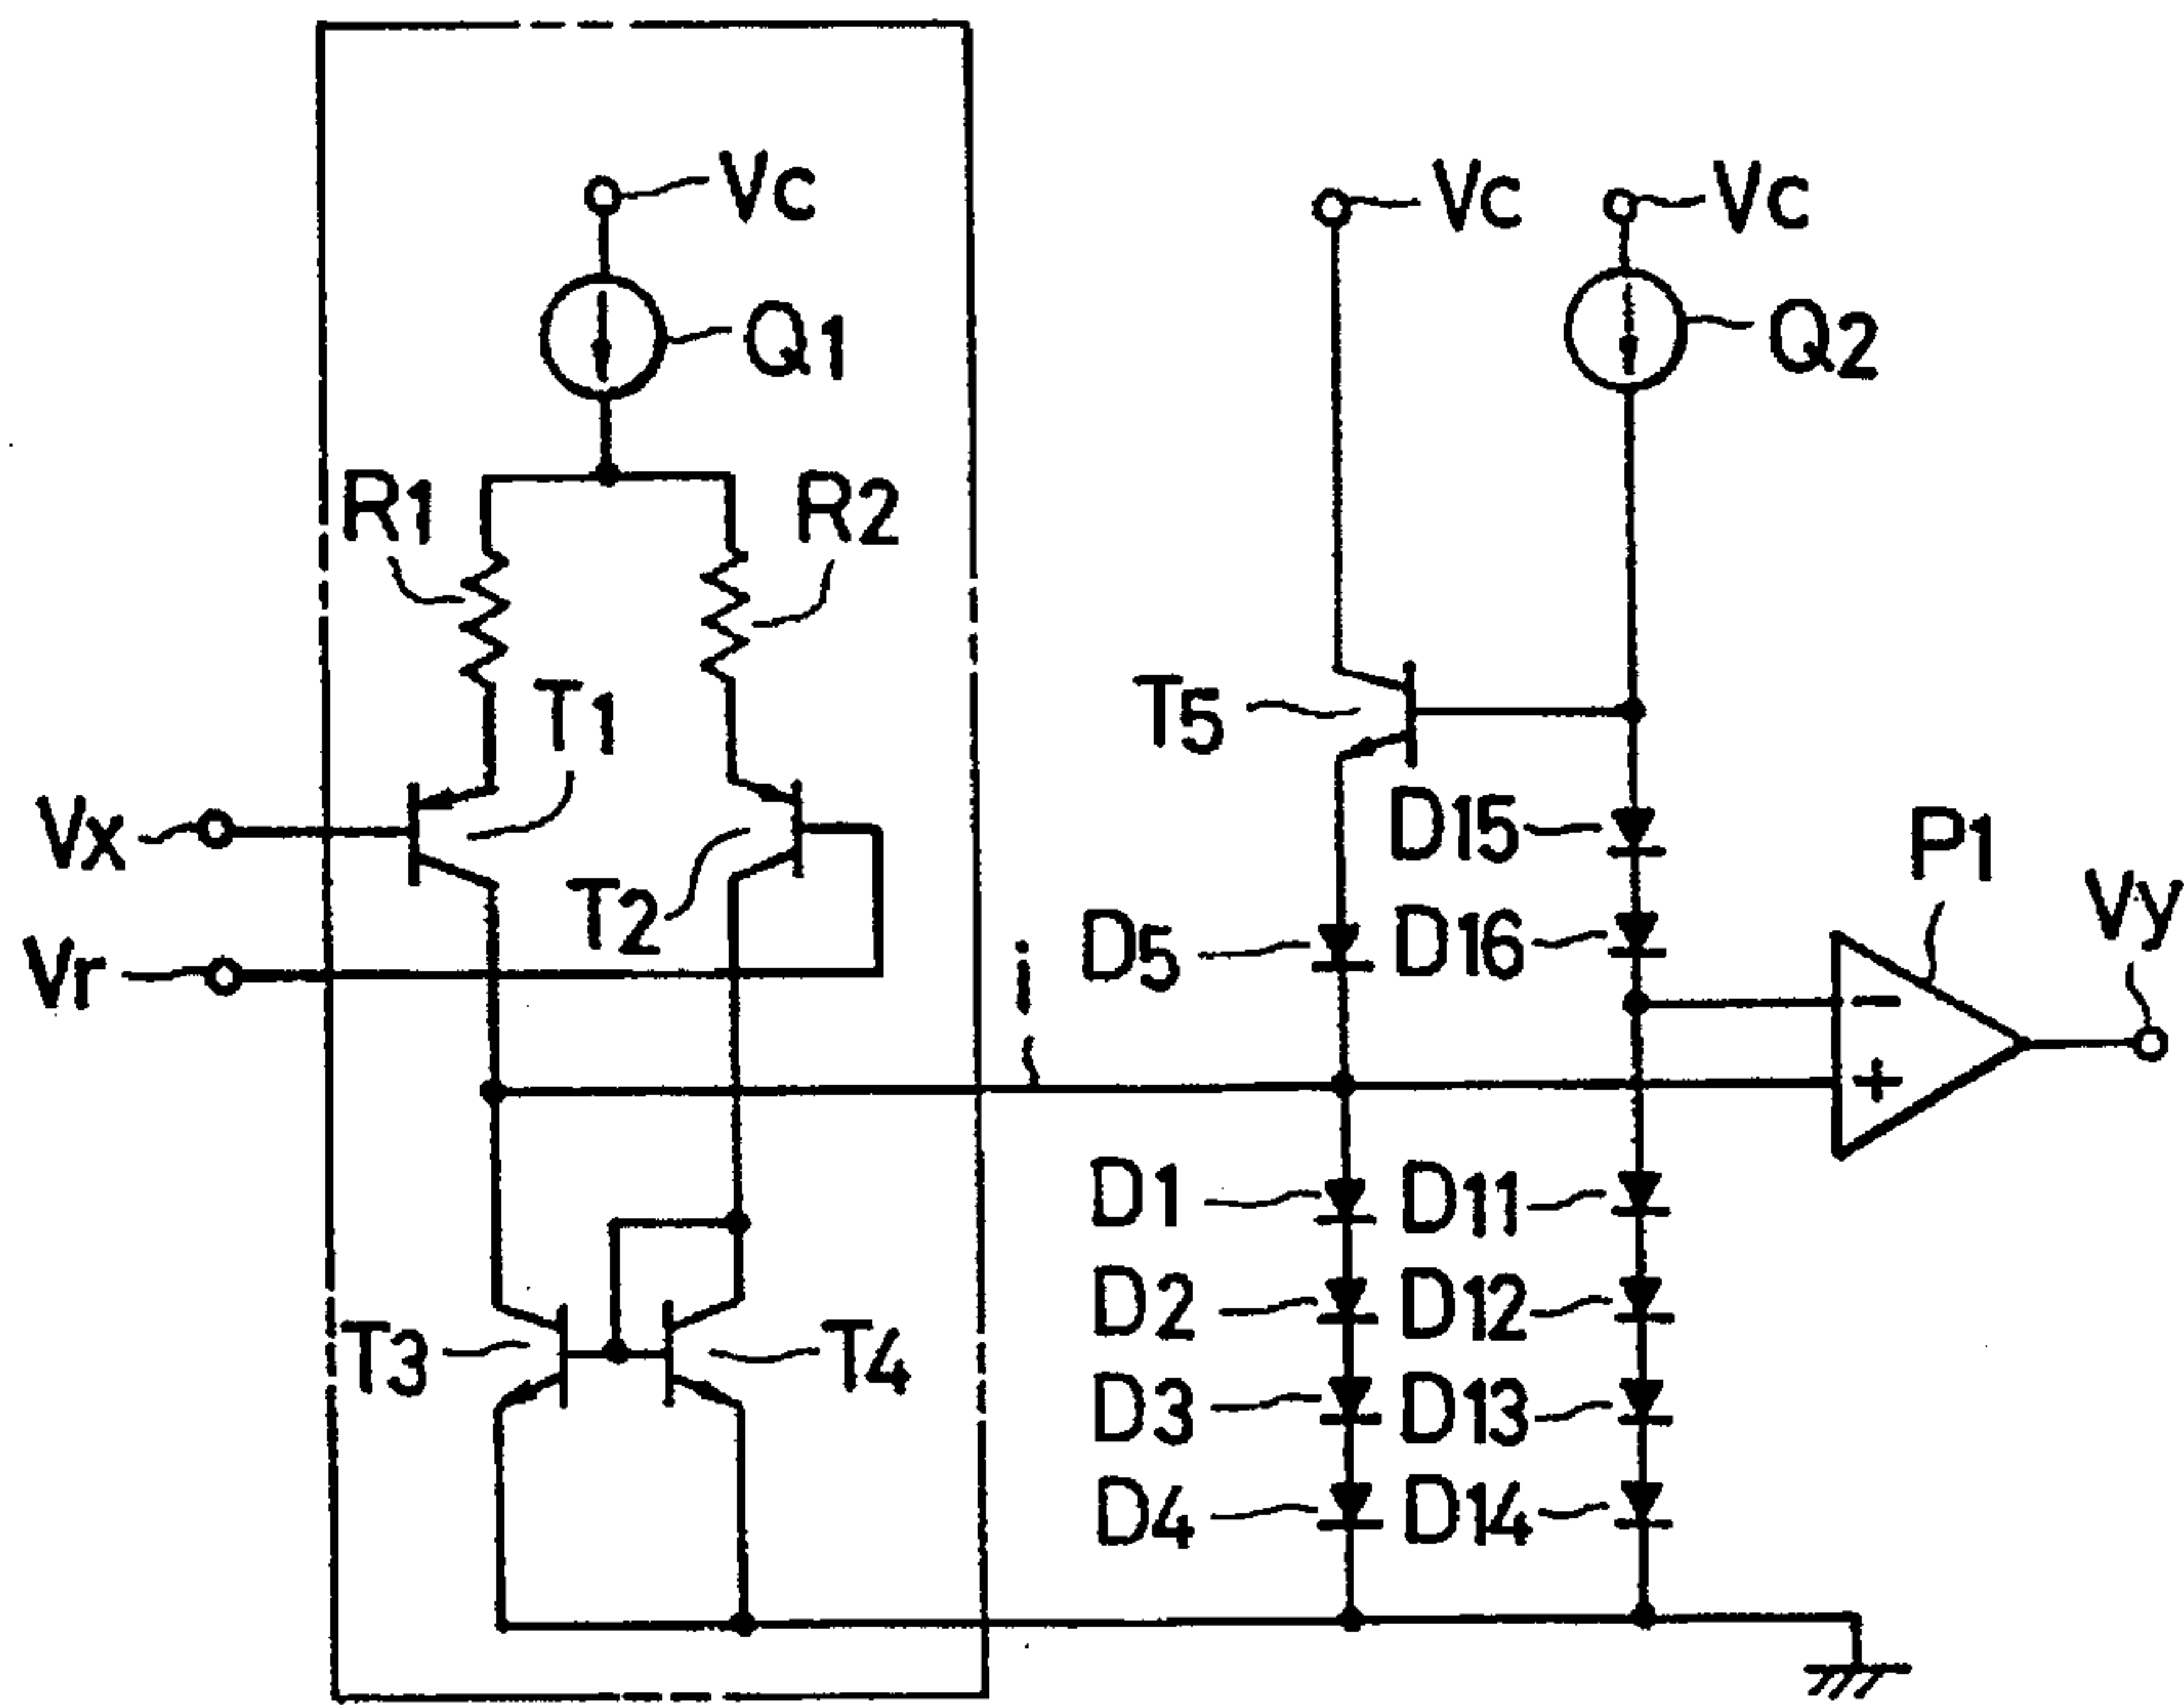 Vc
Vc
Vc
Q1
Q2
R1
R2
T1
T5
Vx
D15
P1
T2
Vy
D5
D16
Vr
i
-
+
D1
D11
D2
D12
T3
T4
D3
D13
D4
D14